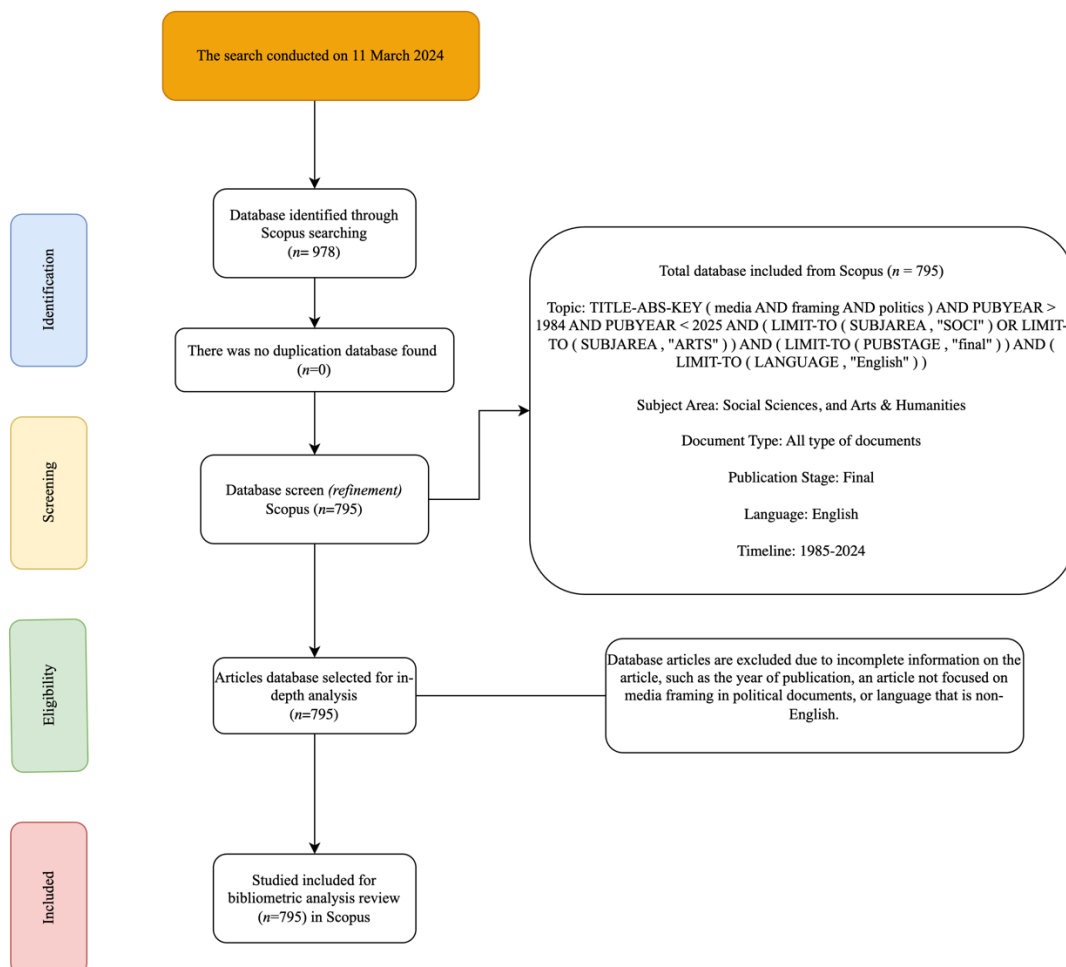 The search conducted on 11 March 2024
Identification
Database identified through
Scopus searching
(n= 978)
There was no duplication database found
(n=0)
Total database included from Scopus (n = 795)
Topic: TITLE-ABS-KEY ( media AND framing AND politics ) AND PUBYEAR >
1984 AND PUBYEAR < 2025 AND ( LIMIT-TO ( SUBJAREA , "SOCI" ) OR LIMIT-
TO ( SUBJAREA , "ARTS" ) ) AND ( LIMIT-TO ( PUBSTAGE , "final" ) ) AND (
LIMIT-TO ( LANGUAGE , "English" ) )
Subject Area: Social Sciences, and Arts & Humanities
Document Type: All type of documents
Publication Stage: Final
Language: English
Timeline: 1985-2024
Screening
Database screen (refinement)
Scopus (n=795)
Eligibility
Articles database selected for in-
depth analysis
(n=795)
Database articles are excluded due to incomplete information on the
article, such as the year of publication, an article not focused on
media framing in political documents, or language that is non-
English.
Included
Studied included for
bibliometric analysis review
(n=795) in Scopus